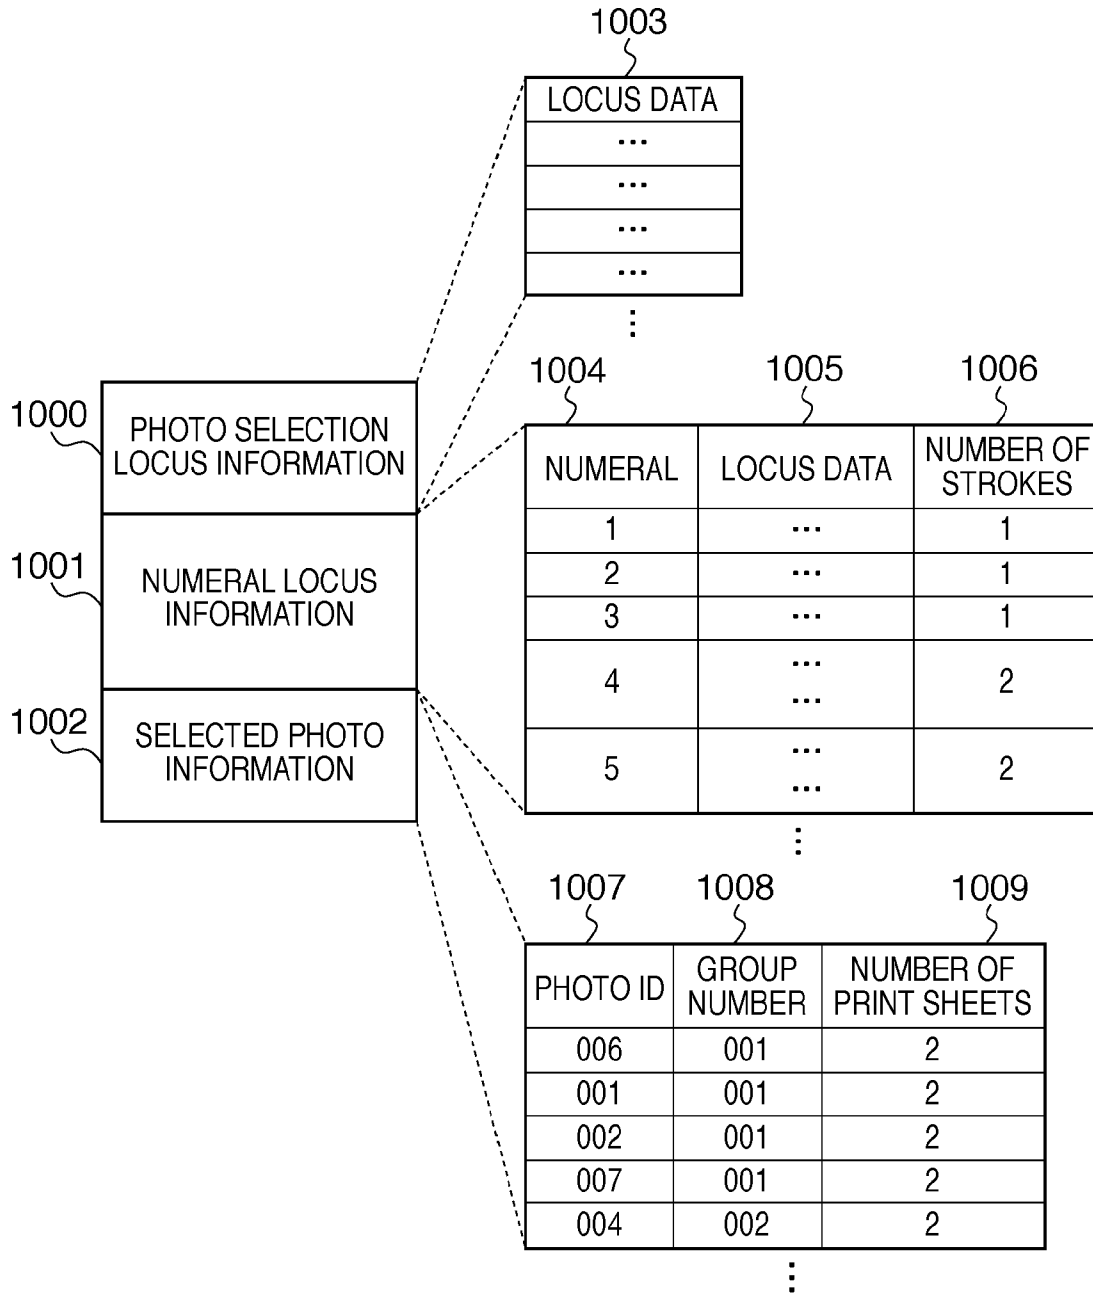 1003
LOCUS DATA
...
...
...
...
⋮
1000
PHOTO SELECTION
LOCUS INFORMATION
1001
NUMERAL LOCUS
INFORMATION
1002
SELECTED PHOTO
INFORMATION
1004 1005 1006
NUMERAL LOCUS DATA NUMBER OF
STROKES
1 ... 1
2 ... 1
3 ... 1
4 ... 2
...
5 ... 2
...
⋮
1007 1008 1009
PHOTO ID GROUP
NUMBER NUMBER OF
PRINT SHEETS
006 001 2
001 001 2
002 001 2
007 001 2
004 002 2
⋮